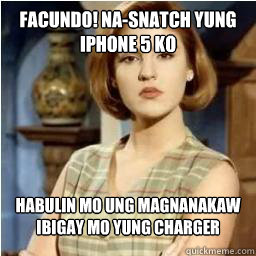 FACUNDO! NA-SNATCH YUNG
IPHONE 5 KO
HABULIN MO UNG MAGNANAKAW
IBIGAY MO YUNG CHARGER
quickmeme.com